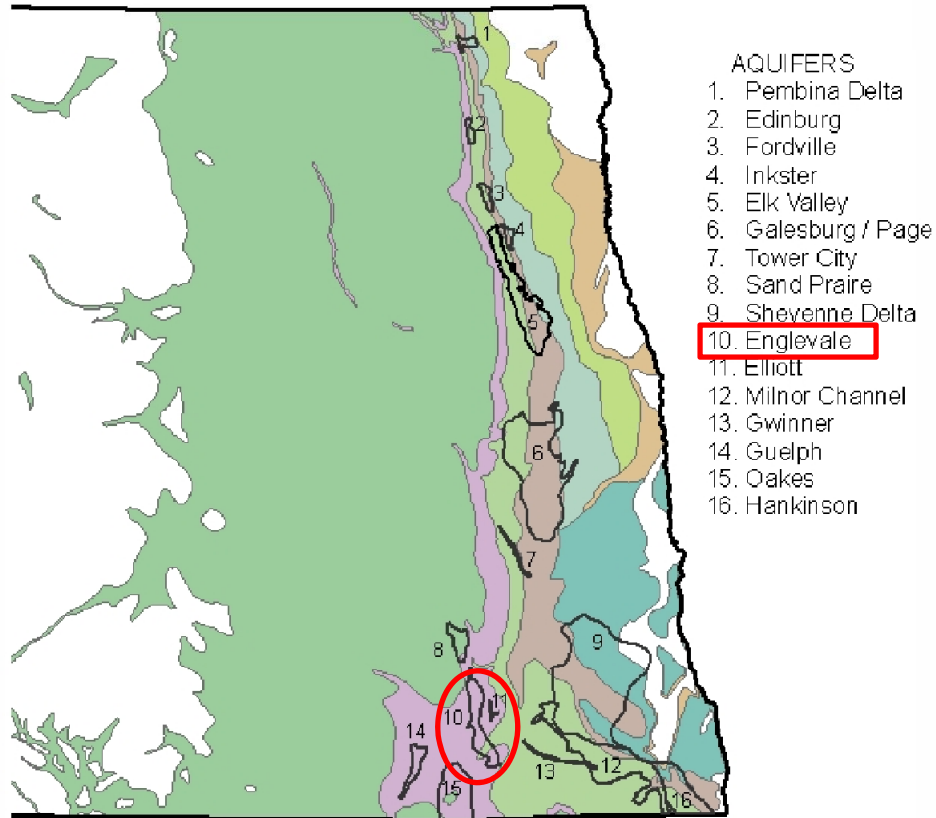 AQUIFERS
1. Pembina Delta
2. Edinburg
3. Fordville
4. Inkster
5. Elk Valley
6. Galesburg / Page
7. Tower City
8. Sand Praire
9. Sheyenne Delta
10. Englevale
11. Elliott
12. Milnor Channel
13. Gwinner
14. Guelph
15. Oakes
16. Hankinson
1
2
3
4
5
6
7
8
9
10
11
14
13
12
15
16